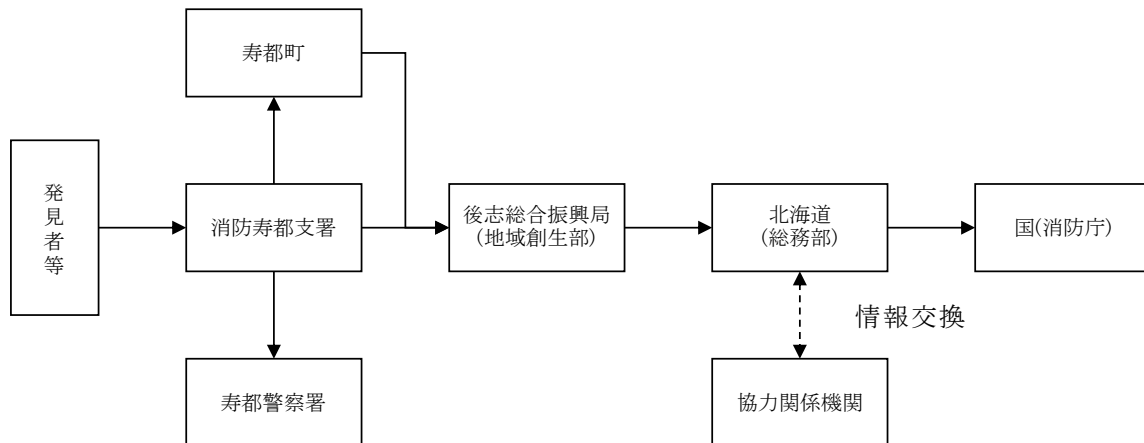 寿都町
発見者等
消防寿都支署
後志総合振興局
(地域創生部)
北海道
(総務部)
国(消防庁)
情報交換
寿都警察署
協力関係機関